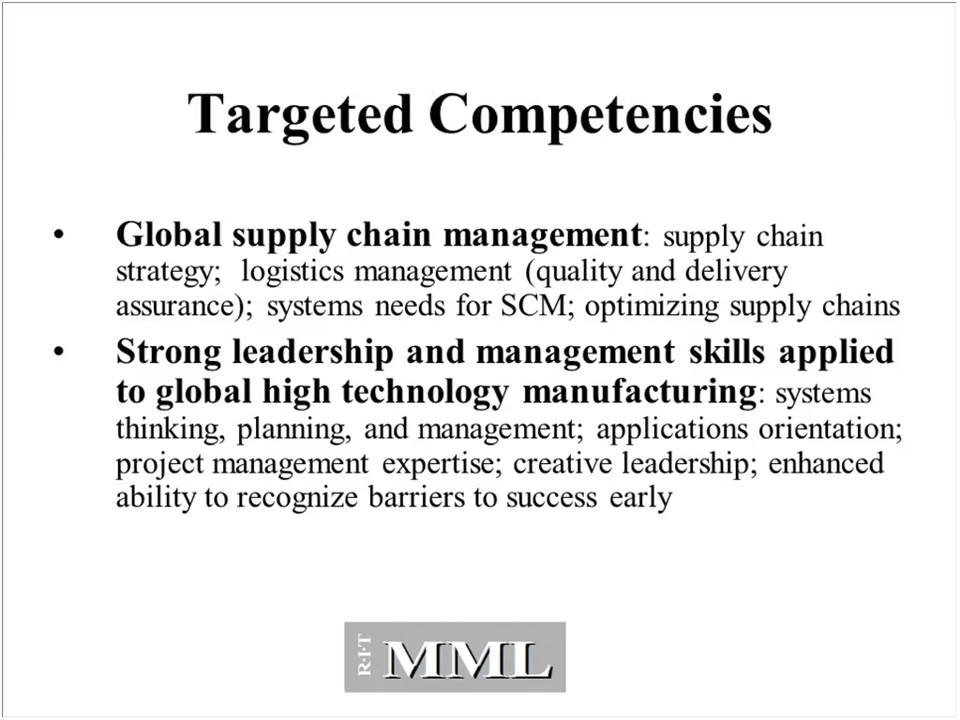 Targeted Competencies
• Global supply chain management: supply chain
strategy;  logistics management (quality and delivery
assurance); systems needs for SCM; optimizing supply chains
• Strong leadership and management skills applied
to global high technology manufacturing: systems
thinking, planning, and management; applications orientation;
project management expertise; creative leadership; enhanced
ability to recognize barriers to success early
R·I·T
MML